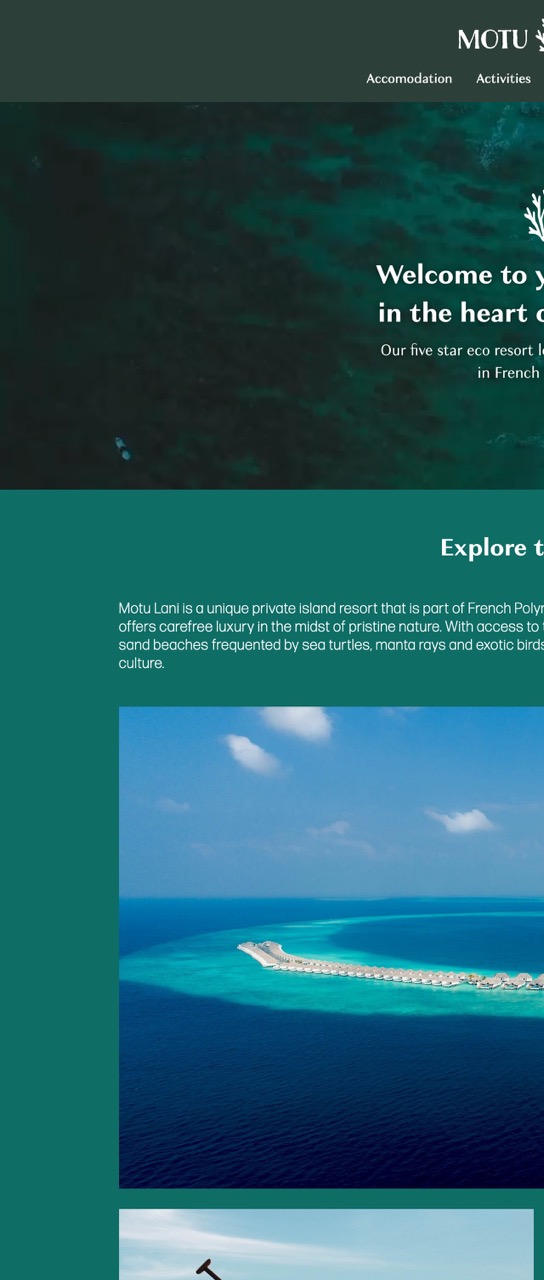 MOTU
Accomodation Activities
Welcome to
in the heart
Our five star eco resort
in French
Explore
Motu Lani is a unique private island resort that is part of French
offers carefree luxury in the midst of pristine nature. With access to
sand beaches frequented by sea turtles, manta rays and exotic birds
culture.